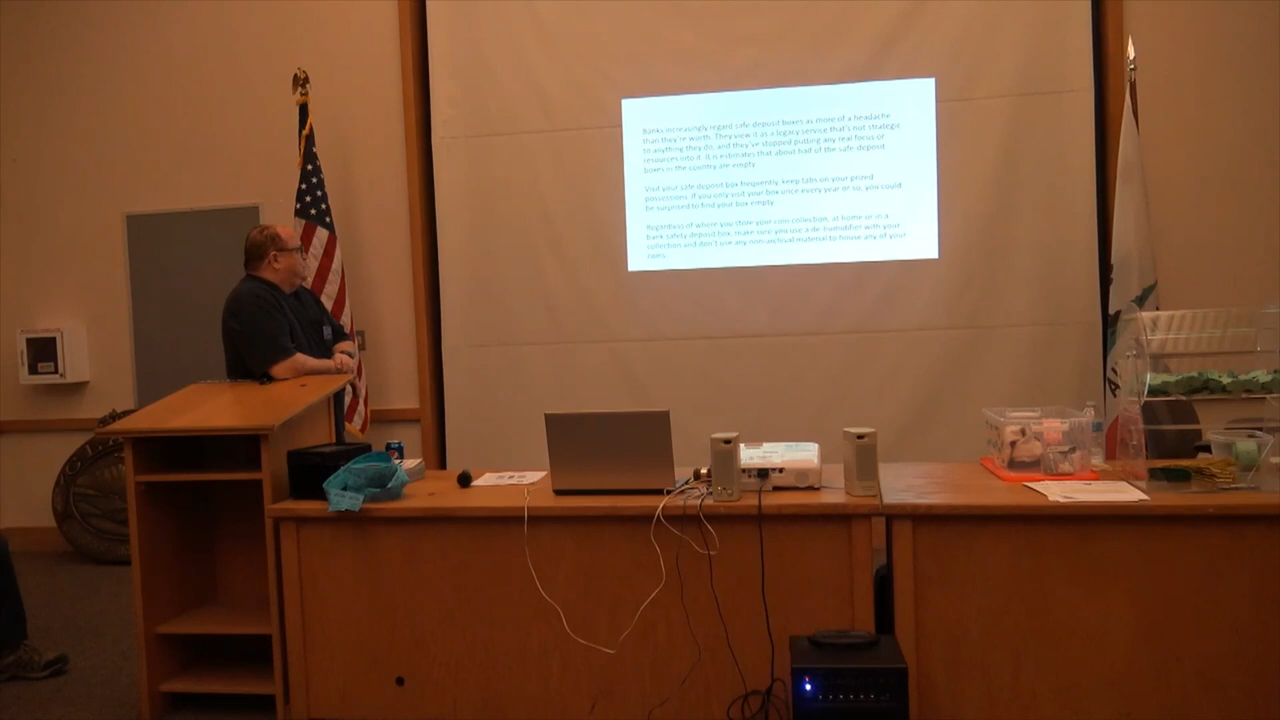 Banks increasingly regard safe deposit boxes as more of a headache
than they're worth. They view it as a legacy service that's not strategic
to anything they do, and they've stopped putting any real focus or
resources into it. It is estimates that about half of the safe-deposit
boxes in the country are empty.
Visit your safe deposit box frequently, keep tabs on your prized
possessions. If you only visit your box once every year or so, you could
be surprised to find your box empty.
Regardless of where you store your coin collection, at home or in a
bank safety deposit box, make sure you use a de-humidifier with your
collection and don't use any non-archival material to house any of your
coins.